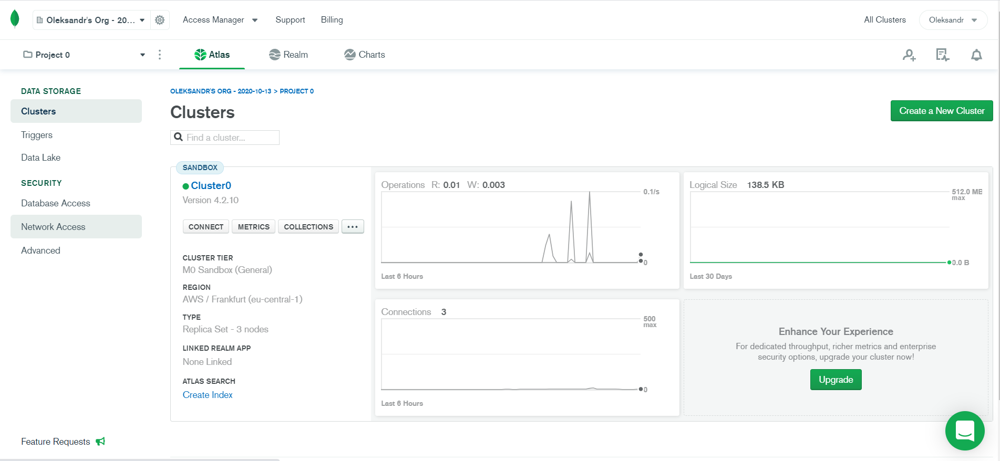 Oleksandr's Org - 20...
Access Manager
Support
Billing
All Clusters
Oleksandr
Project 0
Atlas
Realm
Charts
DATA STORAGE
Clusters
Triggers
Data Lake
SECURITY
Database Access
Network Access
Advanced
Feature Requests
OLEKSANDR'S ORG - 2020-10-13 > PROJECT 0
Clusters
Create a New Cluster
Find a cluster...
SANDBOX
Cluster0
Version 4.2.10
CONNECT
METRICS
COLLECTIONS
...
CLUSTER TIER
M0 Sandbox (General)
REGION
AWS / Frankfurt (eu-central-1)
TYPE
Replica Set - 3 nodes
LINKED REALM APP
None Linked
ATLAS SEARCH
Create Index
Operations R: 0.01 W: 0.003
0.1/s
0
Last 6 Hours
Logical Size 138.5 KB
512.0 MB
max
0.0 B
Last 30 Days
Connections 3
500
max
0
Last 6 Hours
Enhance Your Experience
For dedicated throughput, richer metrics and enterprise
security options, upgrade your cluster now!
Upgrade